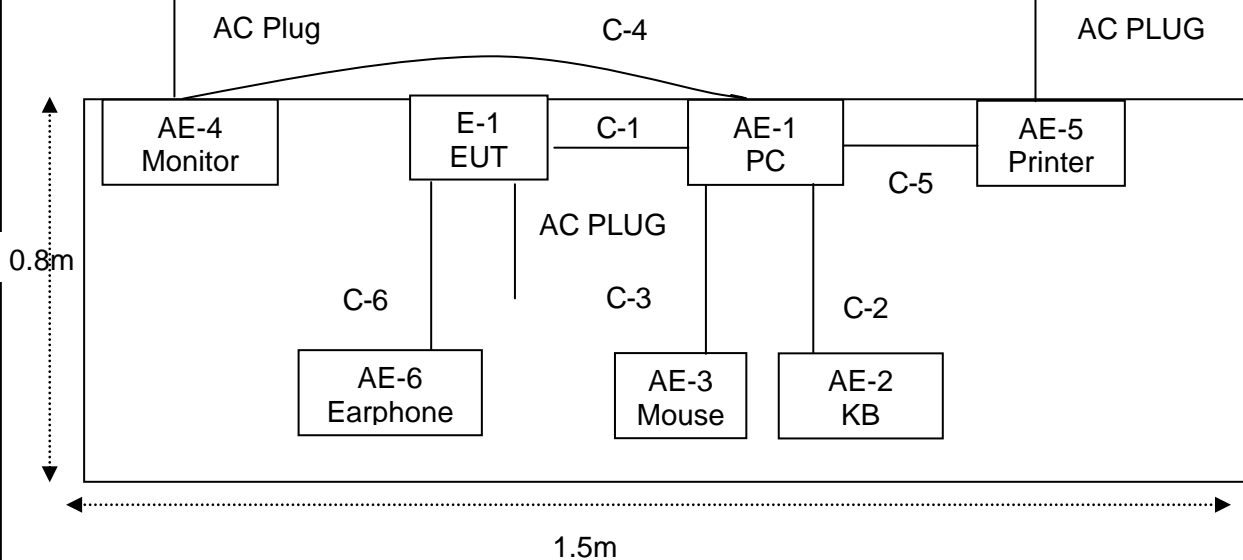 AC Plug
C-4
AC PLUG
AE-4
Monitor
E-1
EUT
C-1
AE-1
PC
AE-5
Printer
C-5
AC PLUG
0.8m
C-6
C-3
C-2
AE-6
Earphone
AE-3
Mouse
AE-2
KB
1.5m